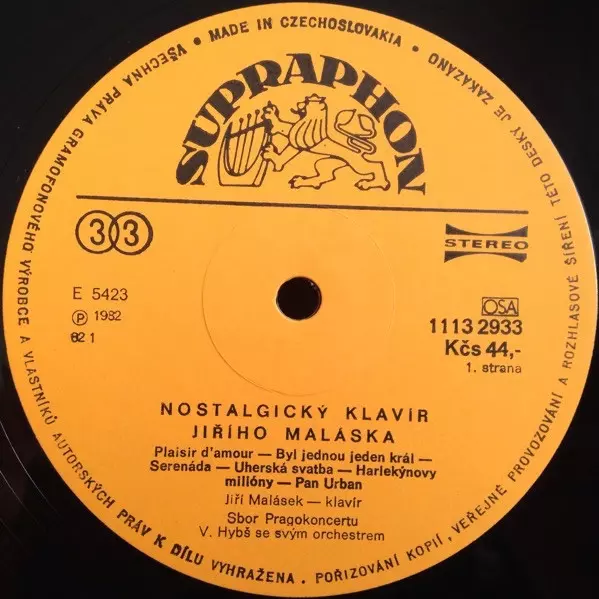 • MADE IN CZECHOSLOVAKIA •
VŠECHNA PRÁVA GRAMOFONOVÉHO VÝROBCE A VLASTNÍKŮ AUTORSKÝCH PRÁV K DÍLU VYHRAŽENA. POŘIZOVÁNÍ KOPIÍ, VEŘEJNÉ PROVOZOVÁNÍ A ROZHLASOVÉ ŠÍŘENÍ TÉTO DESKY JE ZAKÁZÁNO
SUPRAPHON
33
STEREO
E 5423
Ⓟ 1982
82 1
OSA
1113 2933
Kčs 44,-
1. strana
NOSTALGICKÝ KLAVÍR
JIŘÍHO MALÁSKA
Plaisir d'amour — Byl jednou jeden král —
Serenáda — Uherská svatba — Harlekýnovy
milióny — Pan Urban
Jiří Malásek — klavír
Sbor Pragokoncertu
V. Hybš se svým orchestrem